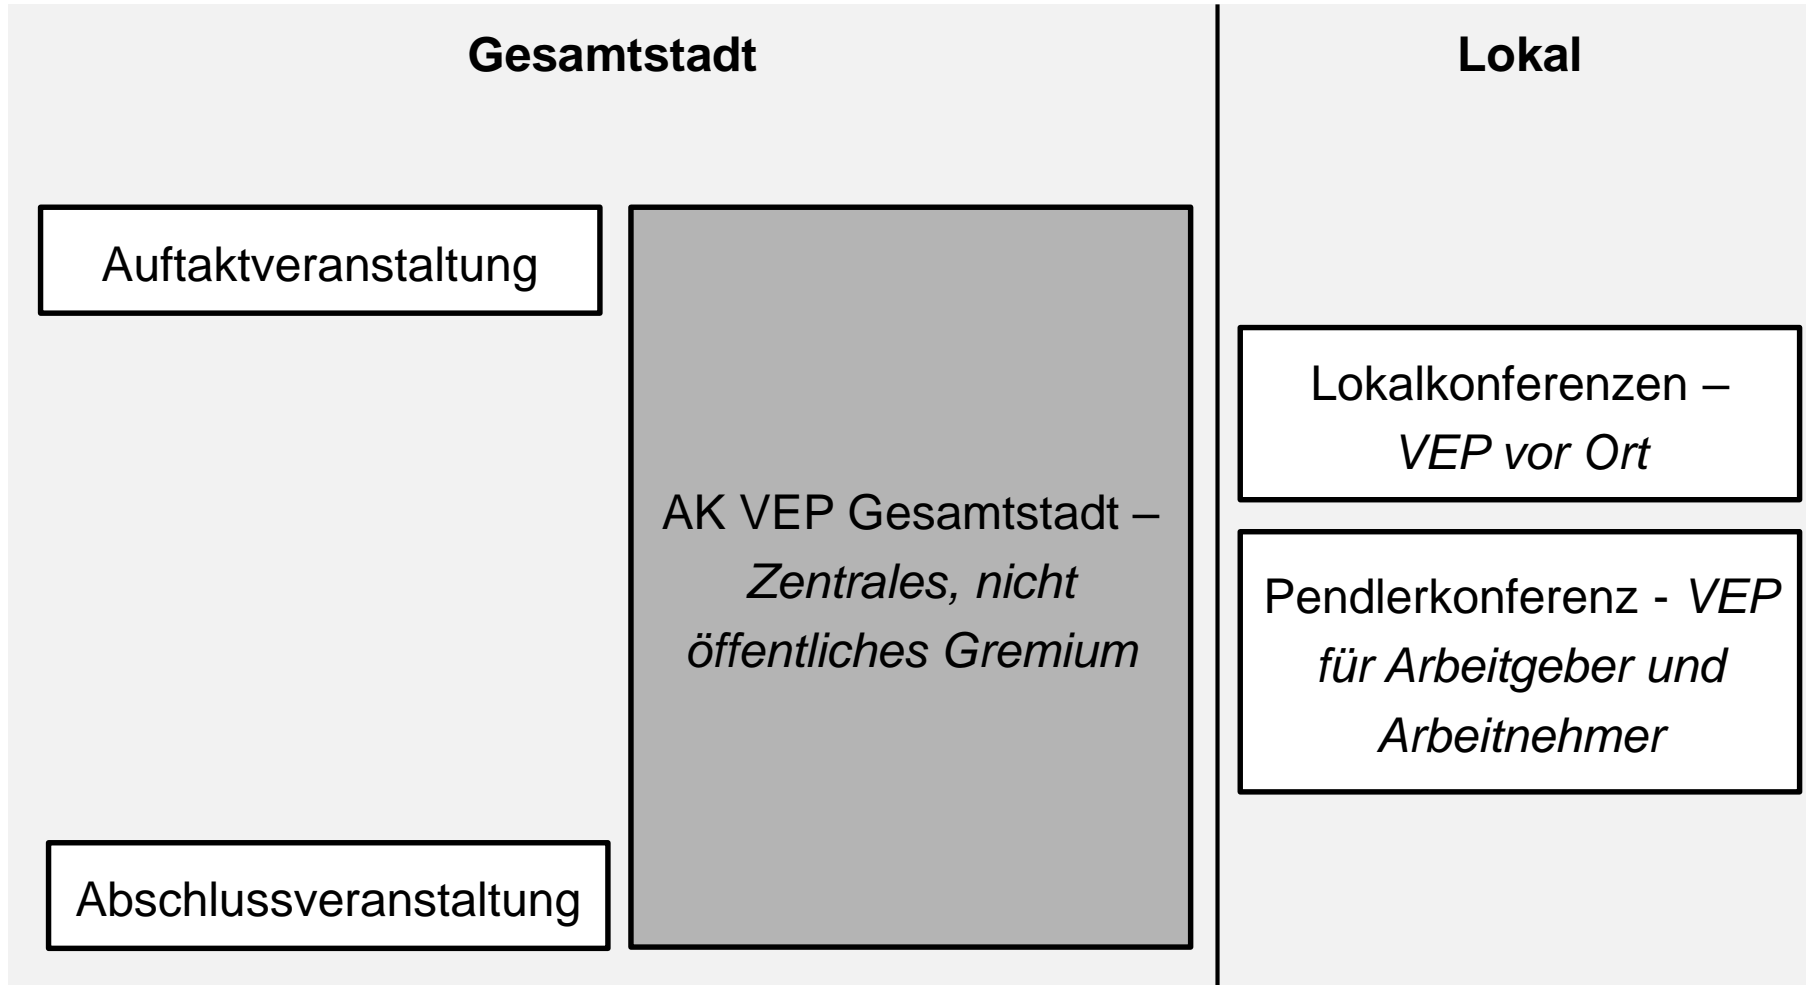 Gesamtstadt
Lokal
Auftaktveranstaltung
AK VEP Gesamtstadt –
Zentrales, nicht
öffentliches Gremium
Abschlussveranstaltung
Lokalkonferenzen –
VEP vor Ort
Pendlerkonferenz - VEP
für Arbeitgeber und
Arbeitnehmer